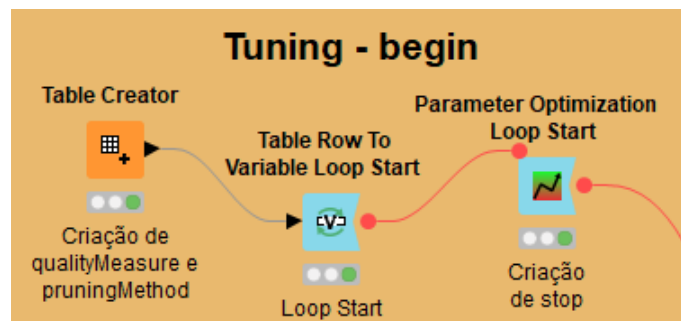 Tuning - begin
Table Creator
Criação de
qualityMeasure e
pruningMethod
Table Row To
Variable Loop Start
V
Loop Start
Parameter Optimization
Loop Start
Criação
de stop